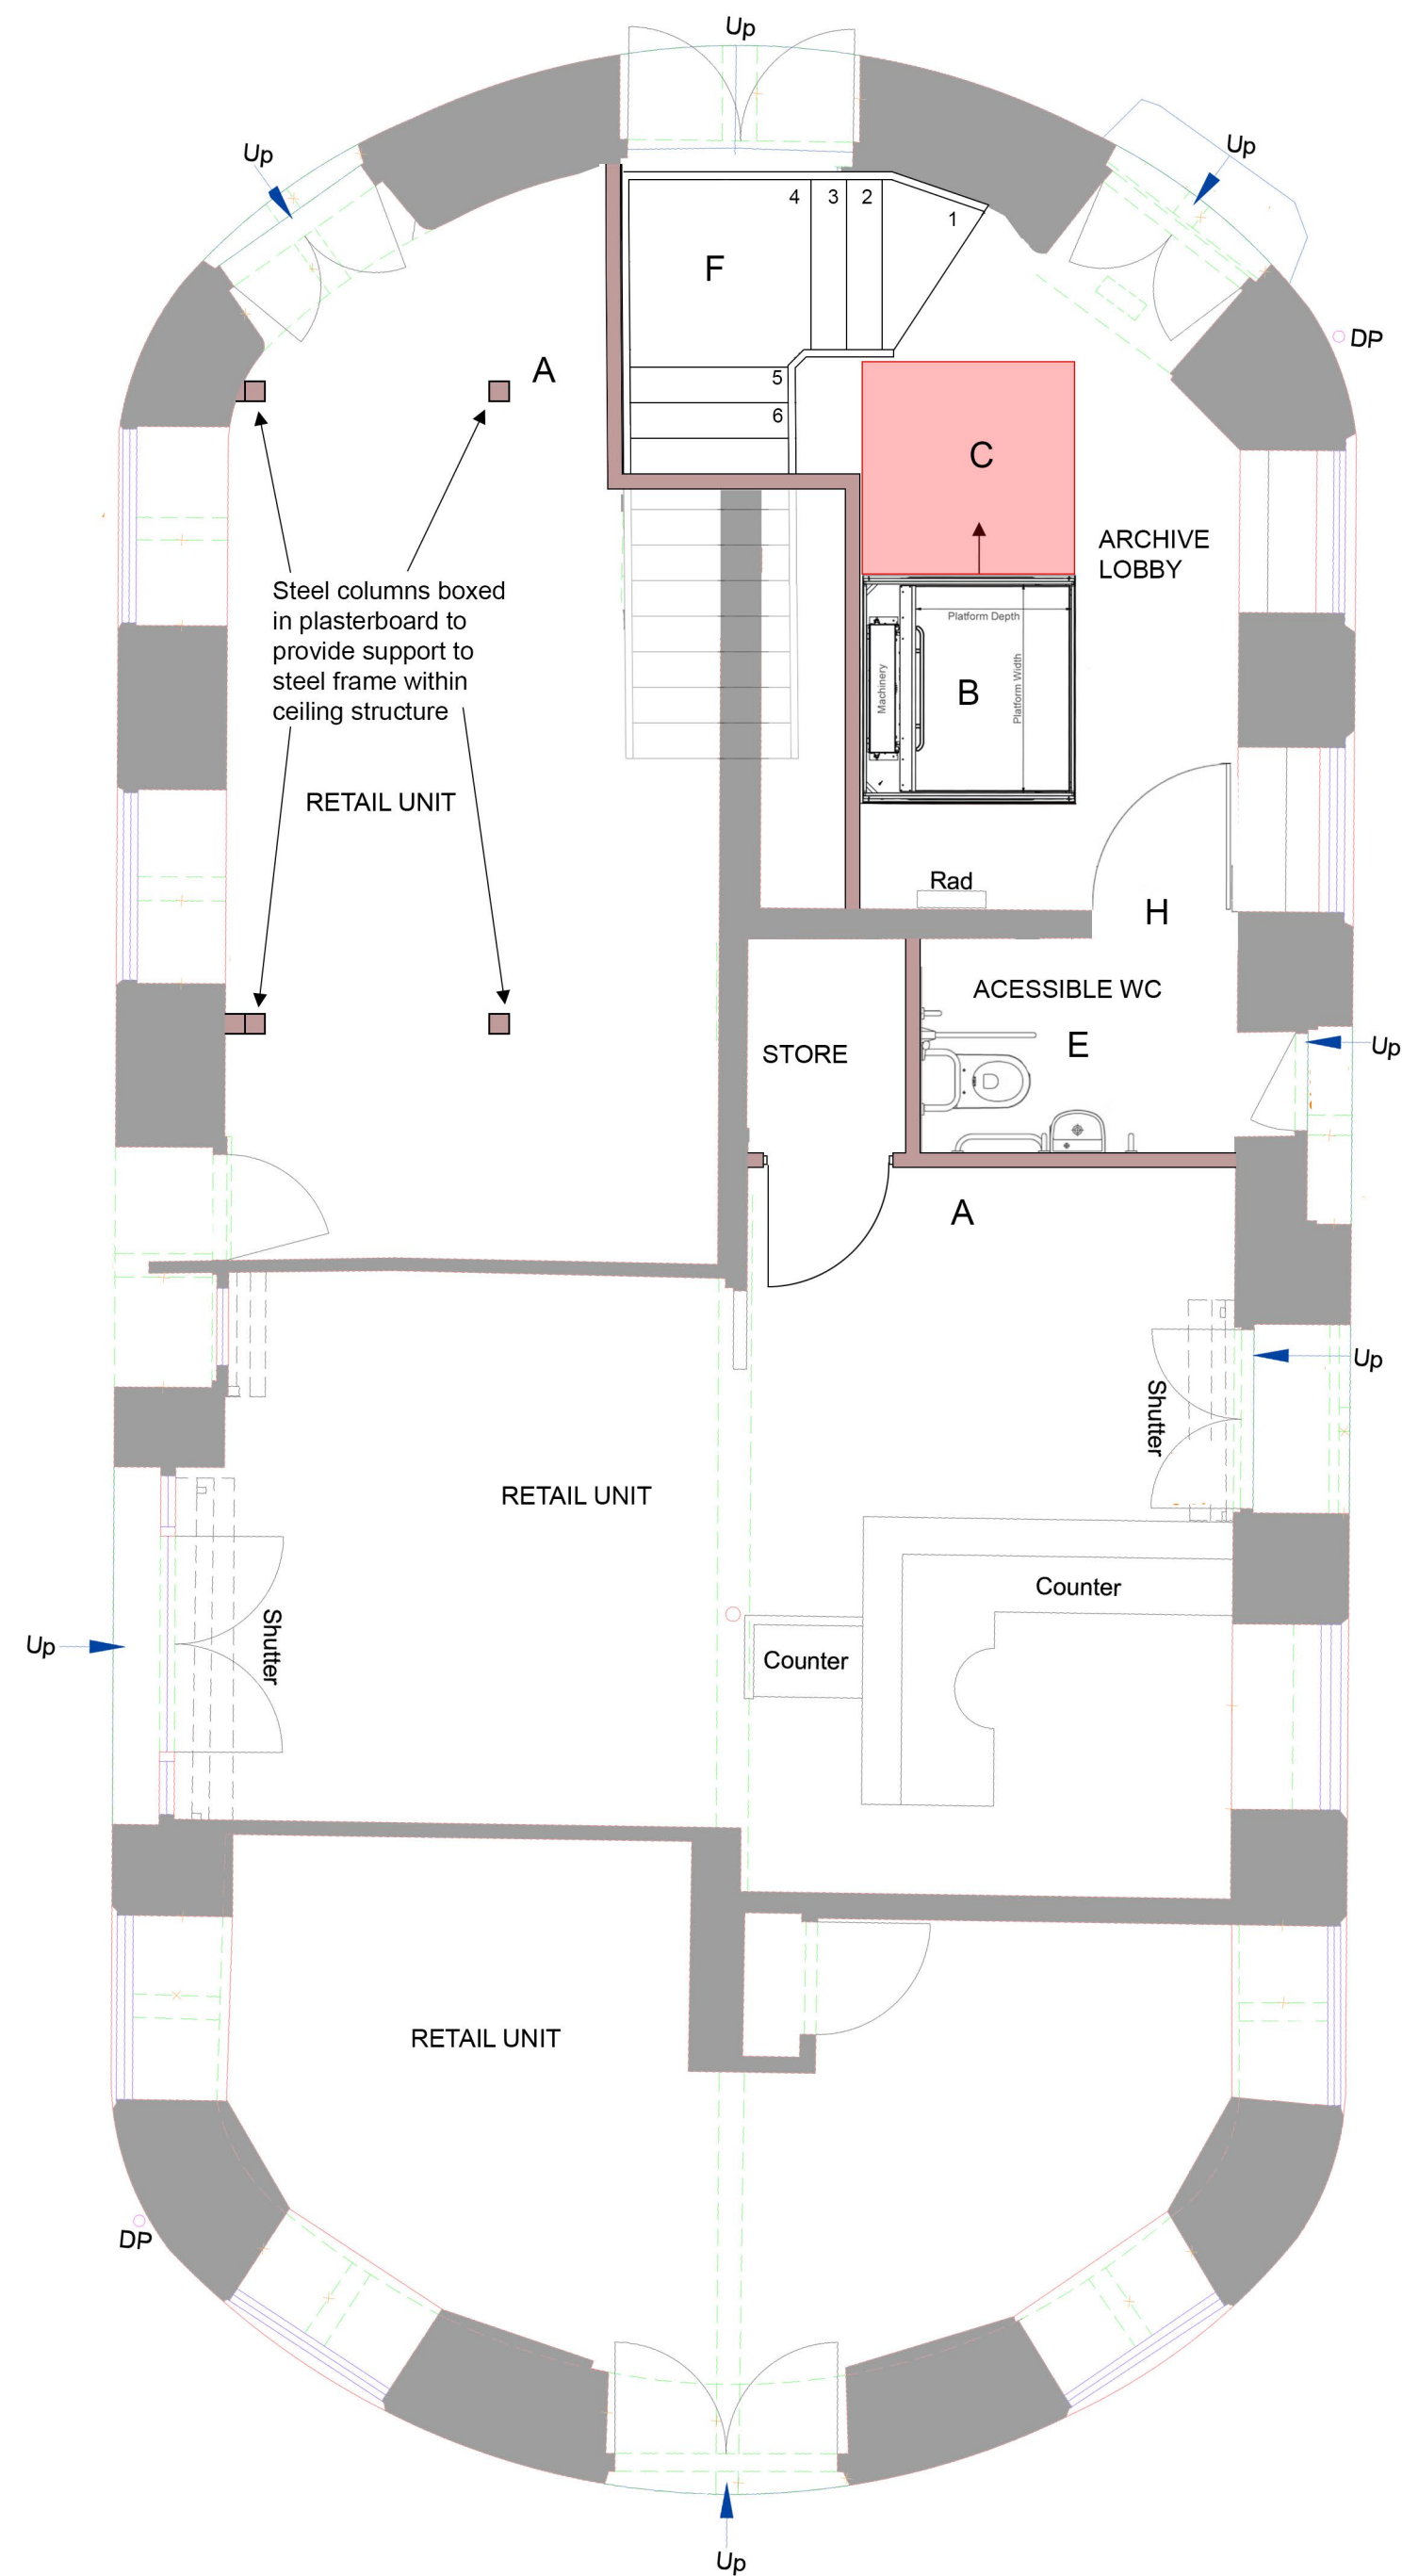 Up
Up
Up
4
3
2
1
F
DP
A
5
6
C
ARCHIVE
LOBBY
Steel columns boxed
in plasterboard to
provide support to
steel frame within
ceiling structure
Platform Depth
Machinery
B
Platform Width
RETAIL UNIT
Rad
H
ACESSIBLE WC
STORE
E
Up
A
Up
Shutter
RETAIL UNIT
Counter
Up
Shutter
Counter
RETAIL UNIT
DP
Up